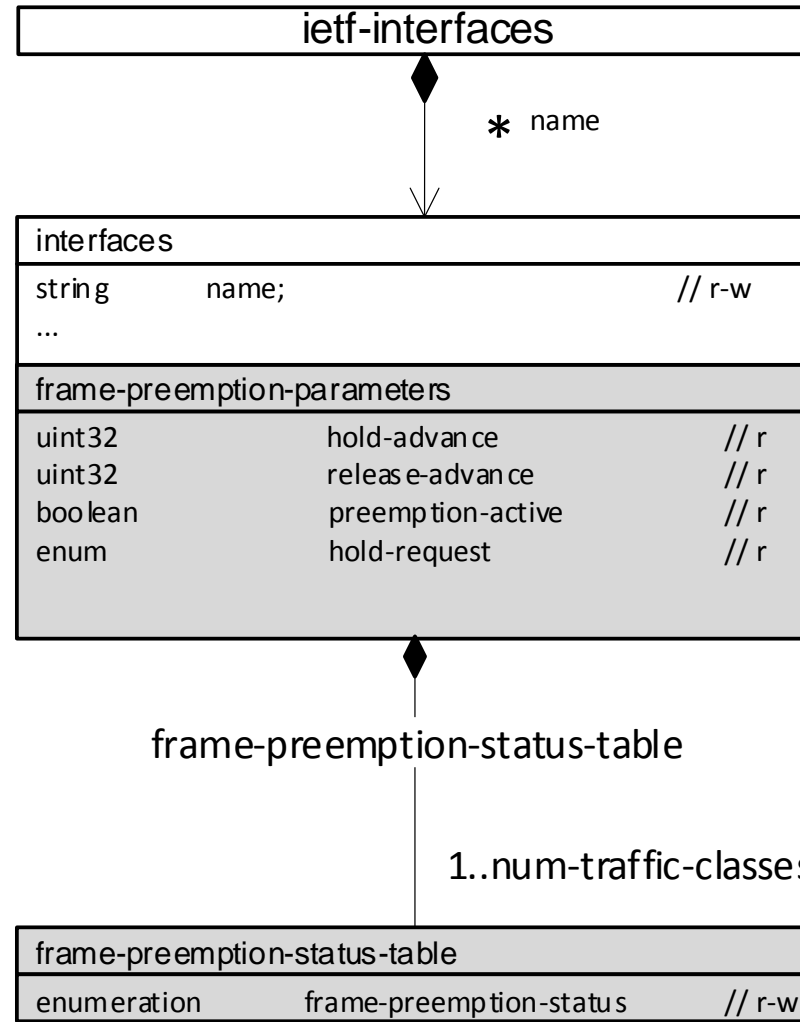 ietf-interfaces
* name
interfaces
string name; // r-w
...
frame-preemption-parameters
uint32 hold-advance // r
uint32 release-advance // r
boolean preemption-active // r
enum hold-request // r
frame-preemption-status-table
1..num-traffic-classes
frame-preemption-status-table
enumeration frame-preemption-status // r-w